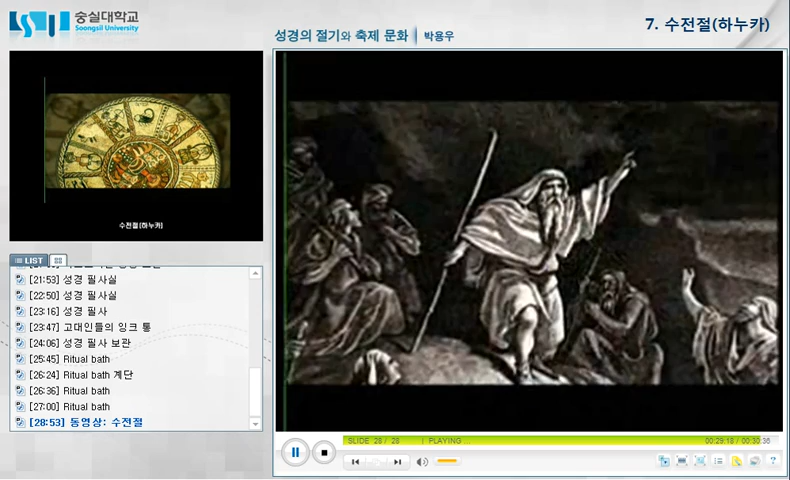 숭실대학교
Soongsil University
성경의 절기와 축제 문화 박용우
7. 수전절(하누카)
수전절(하누카)
LIST
[21:53] 성경 필사실
[22:50] 성경 필사실
[23:16] 성경 필사
[23:47] 고대인들의 잉크 통
[24:06] 성경 필사 보관
[25:45] Ritual bath
[26:24] Ritual bath 계단
[26:36] Ritual bath
[27:00] Ritual bath
[28:53] 동영상: 수전절
SLIDE 28 / 28 | PLAYING ...
00:29:18 / 00:30:36